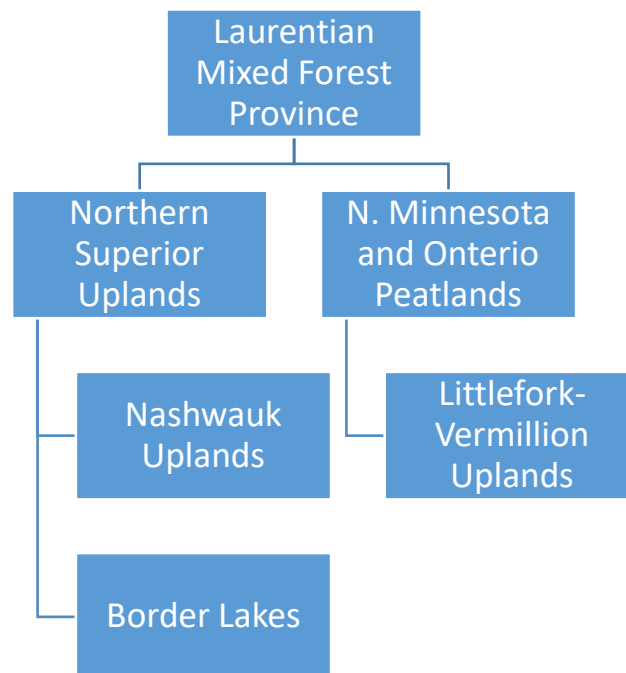 Laurentian
Mixed Forest
Province
Northern
Superior
Uplands
N. Minnesota
and Onterio
Peatlands
Nashwauk
Uplands
Littlefork-
Vermillion
Uplands
Border Lakes